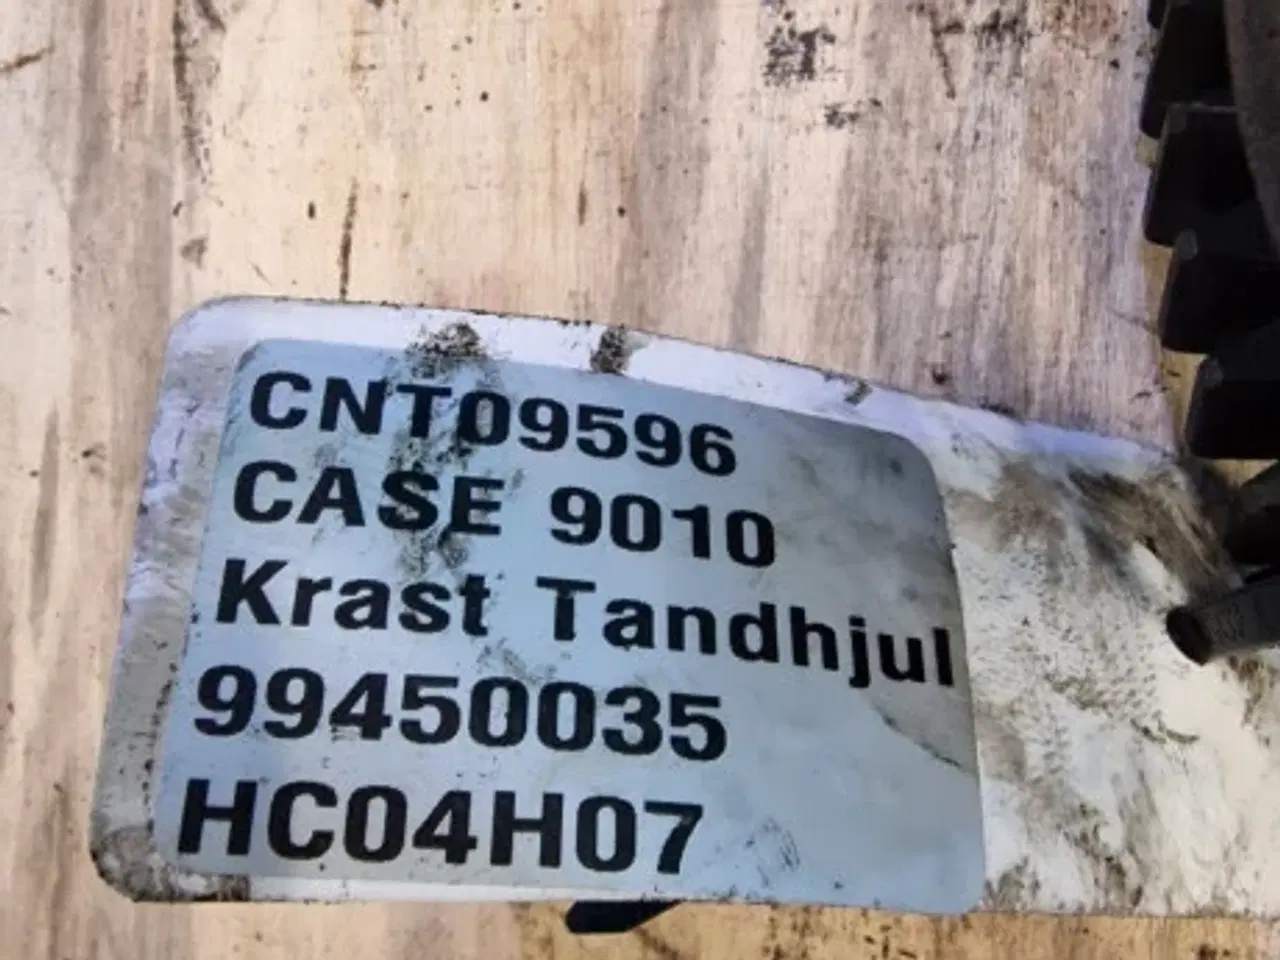 CNT09596
CASE 9010
Krast Tandhjul
99450035
HC04H07